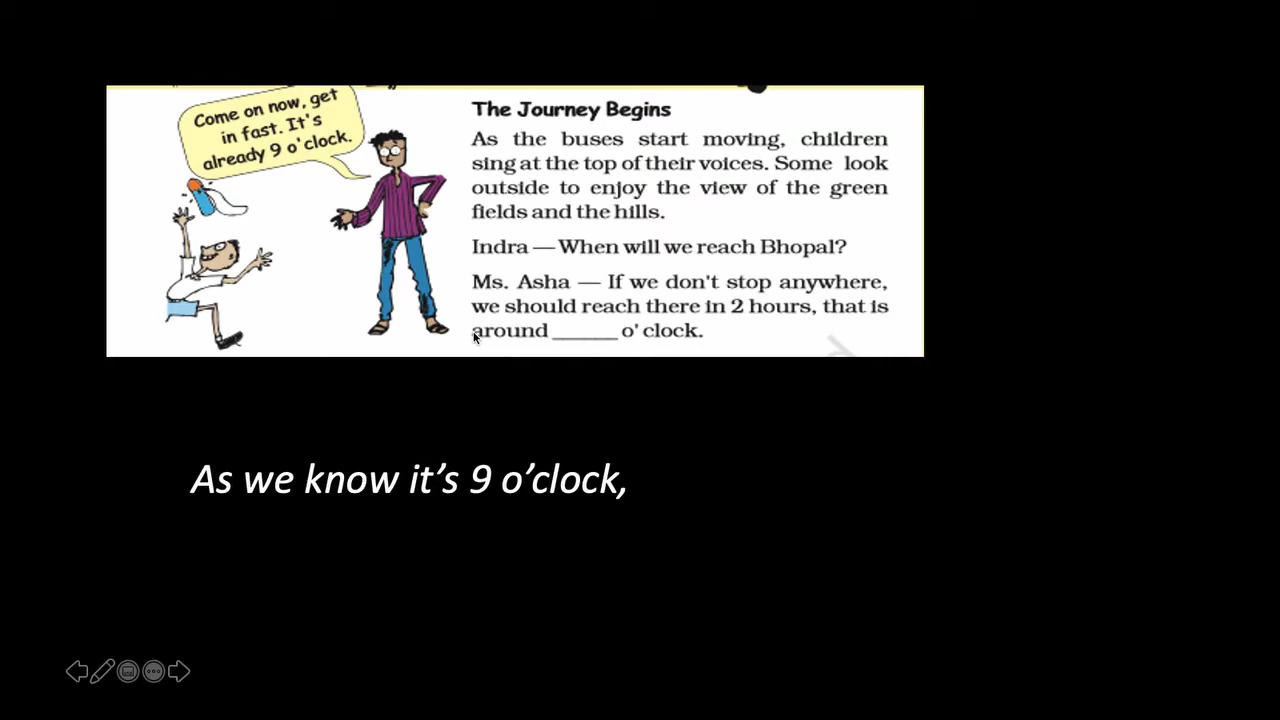 Come on now, get
in fast. It's
already 9 o'clock.
The Journey Begins
As the buses start moving, children
sing at the top of their voices. Some look
outside to enjoy the view of the green
fields and the hills.
Indra — When will we reach Bhopal?
Ms. Asha — If we don't stop anywhere,
we should reach there in 2 hours, that is
around ______ o' clock.
As we know it’s 9 o’clock,